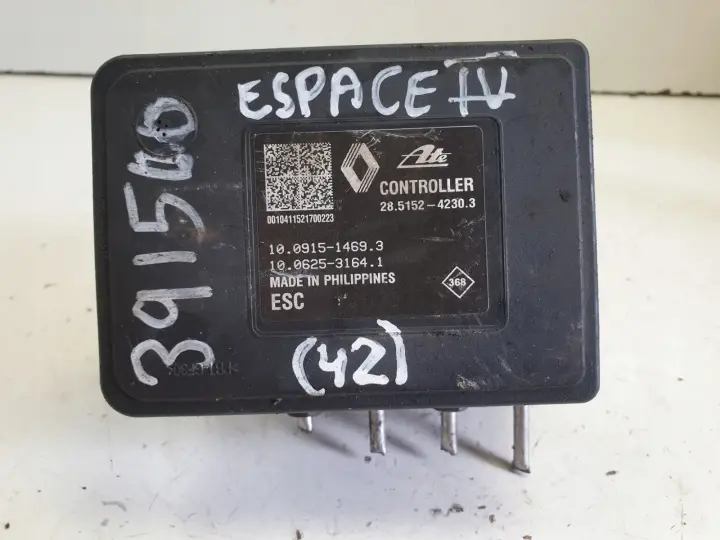 ESPACE IV
391560
Ate
CONTROLLER
28.5152-4230.3
0010411521700223
10.0915-1469.3
10.0625-3164.1
MADE IN PHILIPPINES
ESC
368
(42)